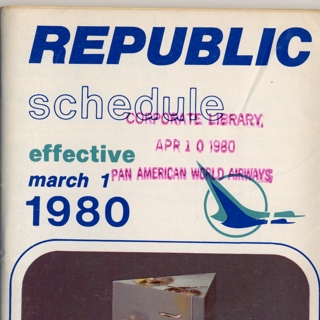 REPUBLIC
schedule
CORPORATE LIBRARY,
APR 10 1980
effective
march 1
PAN AMERICAN WORLD AIRWAYS
1980